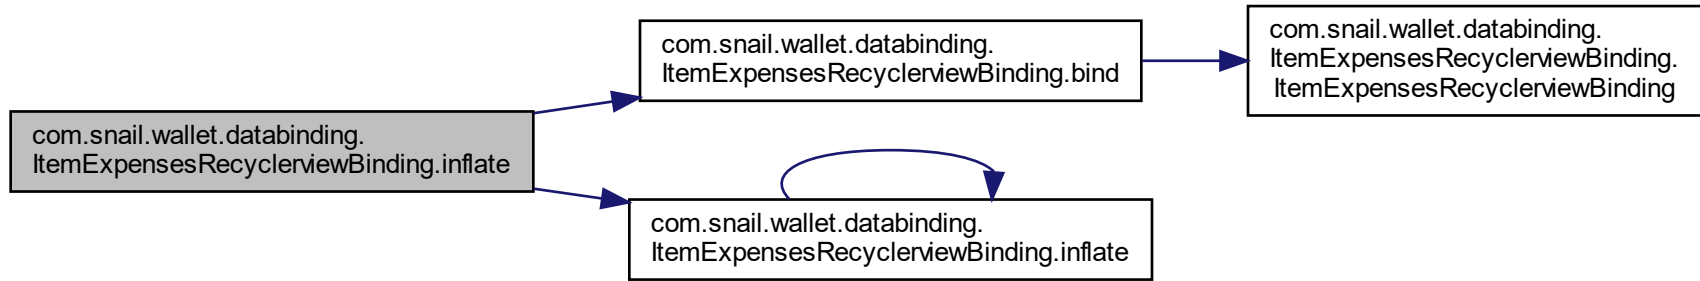 com.snail.wallet.databinding.
ItemExpensesRecyclerviewBinding.inflate
com.snail.wallet.databinding.
ItemExpensesRecyclerviewBinding.bind
com.snail.wallet.databinding.
ItemExpensesRecyclerviewBinding.
ItemExpensesRecyclerviewBinding
com.snail.wallet.databinding.
ItemExpensesRecyclerviewBinding.inflate